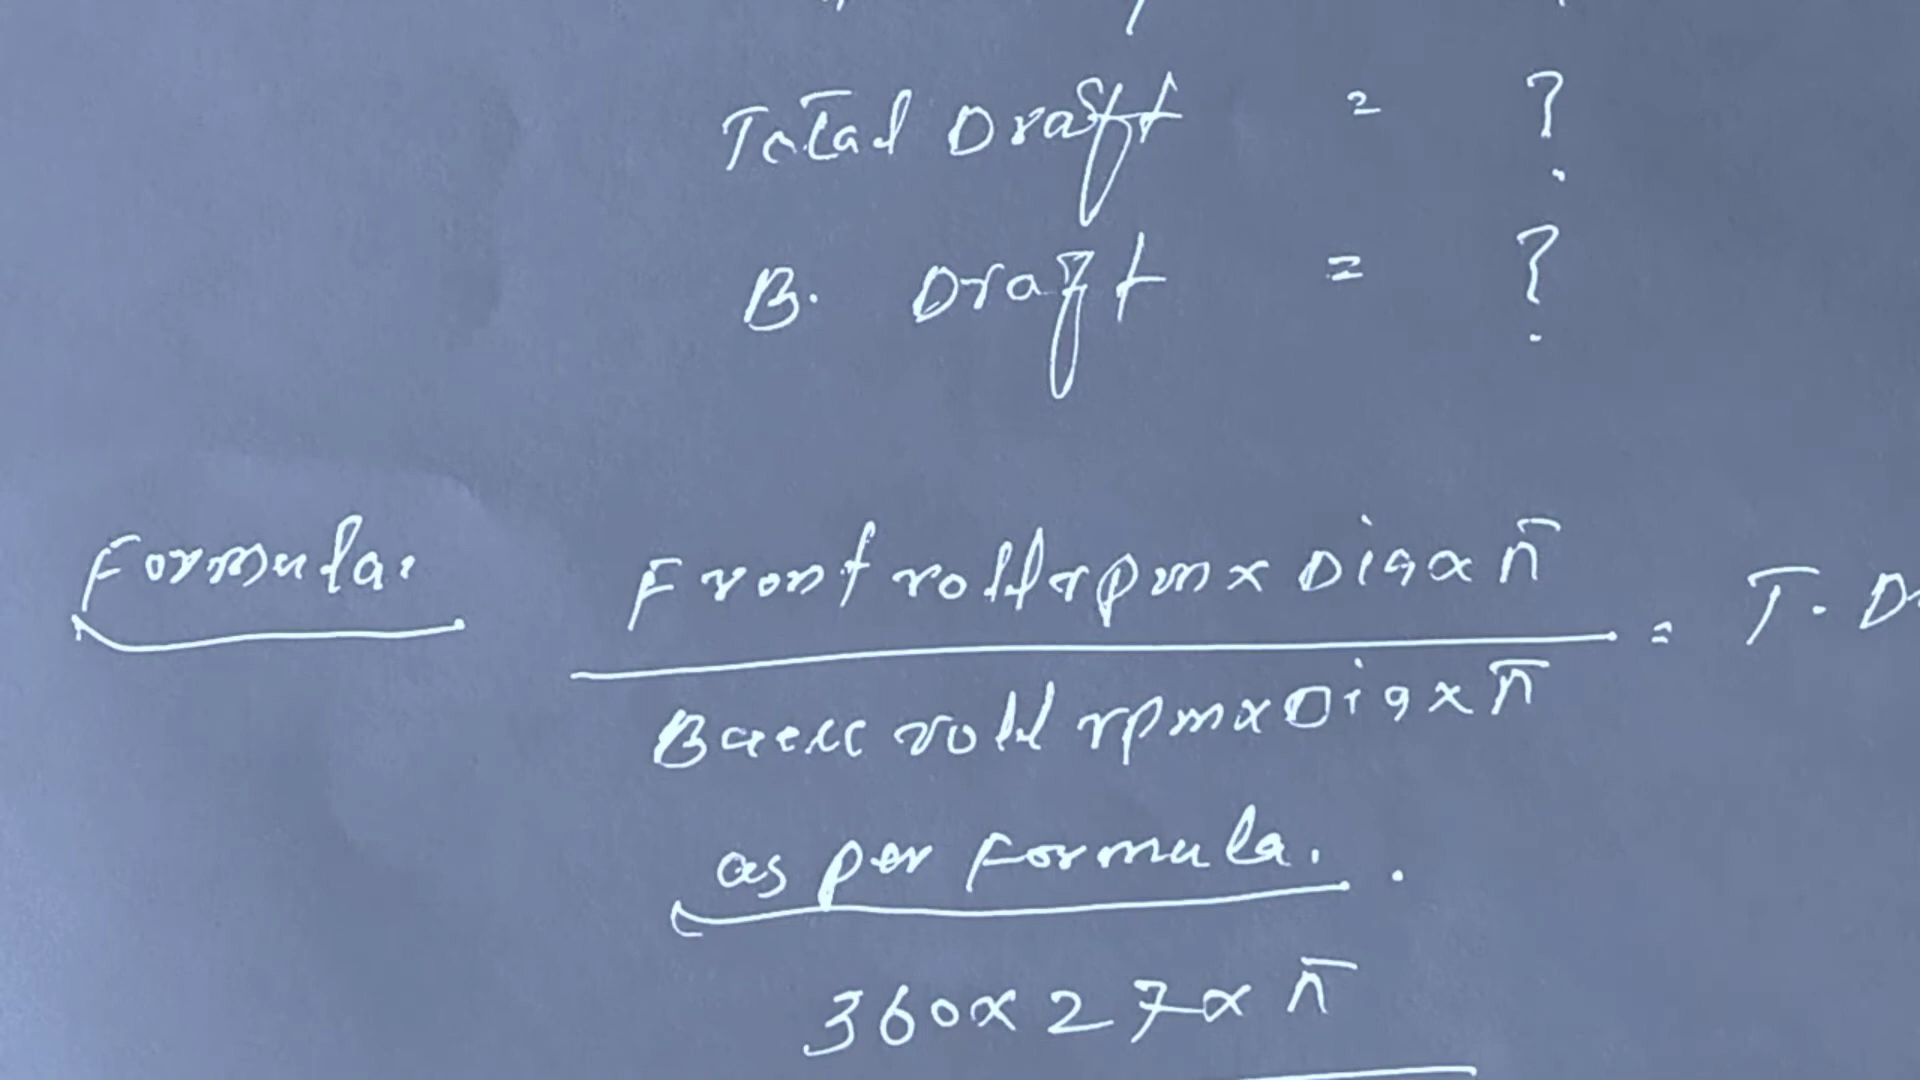 Total Draft = ?
B. Draft = ?
Formula.
Front roll rpm x Dia x π
= T. D
Back roll rpm x Dia x π
as per formula.
360 x 27 x π